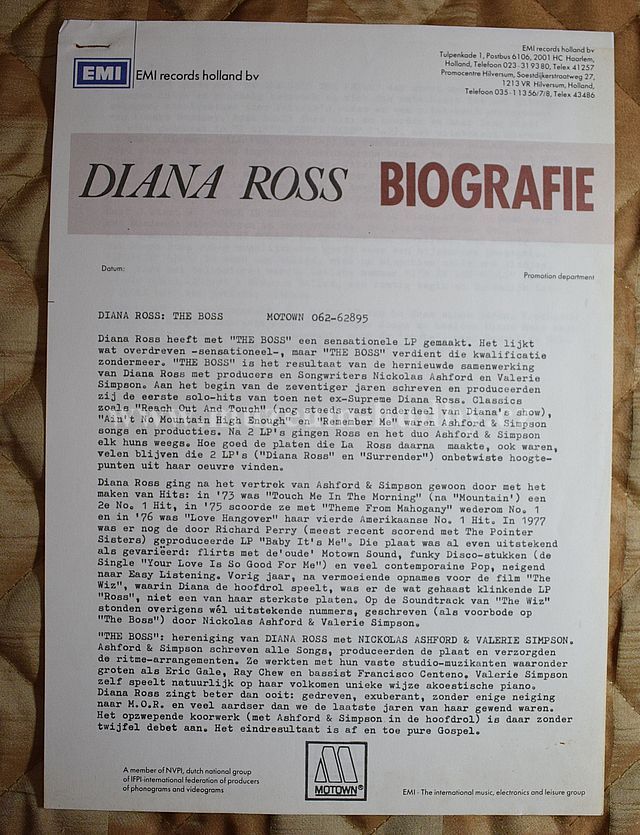 EMI
EMI records holland bv
EMI records holland bv
Tulpenkade 1, Postbus 6106, 2001 HC Haarlem,
Holland, Telefoon 023-31 93 80, Telex 41257
Promocentre Hilversum, Soestdijkerstraatweg 27,
1213 VR Hilversum, Holland,
Telefoon 035-1 13 56/7/8, Telex 43486
DIANA ROSS BIOGRAFIE
Datum:
Promotion department
DIANA ROSS: THE BOSS MOTOWN 062-62895
Diana Ross heeft met "THE BOSS" een sensationele LP gemaakt. Het lijkt
wat overdreven -sensationeel-, maar "THE BOSS" verdient die kwalificatie
zondermeer. "THE BOSS" is het resultaat van de hernieuwde samenwerking
van Diana Ross met producers en Songwriters Nickolas Ashford en Valerie
Simpson. Aan het begin van de zeventiger jaren schreven en produceerden
zij de eerste solo-hits van toen net ex-Supreme Diana Ross. Classics
zoals "Reach Out And Touch" (nog steeds vast onderdeel van Diana's show),
"Ain't No Mountain High Enough" en "Remember Me" waren Ashford & Simpson
songs en producties. Na 2 LP's gingen Ross en het duo Ashford & Simpson
elk huns weegs. Hoe goed de platen die La Ross daarna maakte, ook waren,
velen blijven die 2 LP's ("Diana Ross" en "Surrender") onbetwiste hoogte-
punten uit haar oeuvre vinden.
Diana Ross ging na het vertrek van Ashford & Simpson gewoon door met het
maken van Hits: in '73 was "Touch Me In The Morning" (na "Mountain') een
2e No. 1 Hit, in '75 scoorde ze met "Theme From Mahogany" wederom No. 1
en in '76 was "Love Hangover" haar vierde Amerikaanse No. 1 Hit. In 1977
was er nog de door Richard Perry (meest recent scorend met The Pointer
Sisters) geproduceerde LP "Baby It's Me". Die plaat was al even uitstekend
als gevarieërd: flirts met de'oude' Motown Sound, funky Disco-stukken (de
Single "Your Love Is So Good For Me") en veel contemporaine Pop, neigend
naar Easy Listening. Vorig jaar, na vermoeiende opnames voor de film "The
Wiz", waarin Diana de hoofdrol speelt, was er de wat gehaast klinkende LP
"Ross", niet een van haar sterkste platen. Op de Soundtrack van "The Wiz"
stonden overigens wél uitstekende nummers, geschreven (als voorbode op
"The Boss") door Nickolas Ashford & Valerie Simpson.
"THE BOSS": hereniging van DIANA ROSS met NICKOLAS ASHFORD & VALERIE SIMPSON.
Ashford & Simpson schreven alle Songs, produceerden de plaat en verzorgden
de ritme-arrangementen. Ze werkten met hun vaste studio-muzikanten waaronder
groten als Eric Gale, Ray Chew en bassist Francisco Centeno. Valerie Simpson
zelf speelt natuurlijk op haar volkomen unieke wijze akoestische piano.
Diana Ross zingt beter dan ooit: gedreven, exuberant, zonder enige neiging
naar M.O.R. en veel aardser dan we de laatste jaren van haar gewend waren.
Het opzwepende koorwerk (met Ashford & Simpson in de hoofdrol) is daar zonder
twijfel debet aan. Het eindresultaat is af en toe pure Gospel.
A member of NVPI, dutch national group
of IFPI-international federation of producers
of phonograms and videograms
MOTOWN®
EMI - The international music, electronics and leisure group